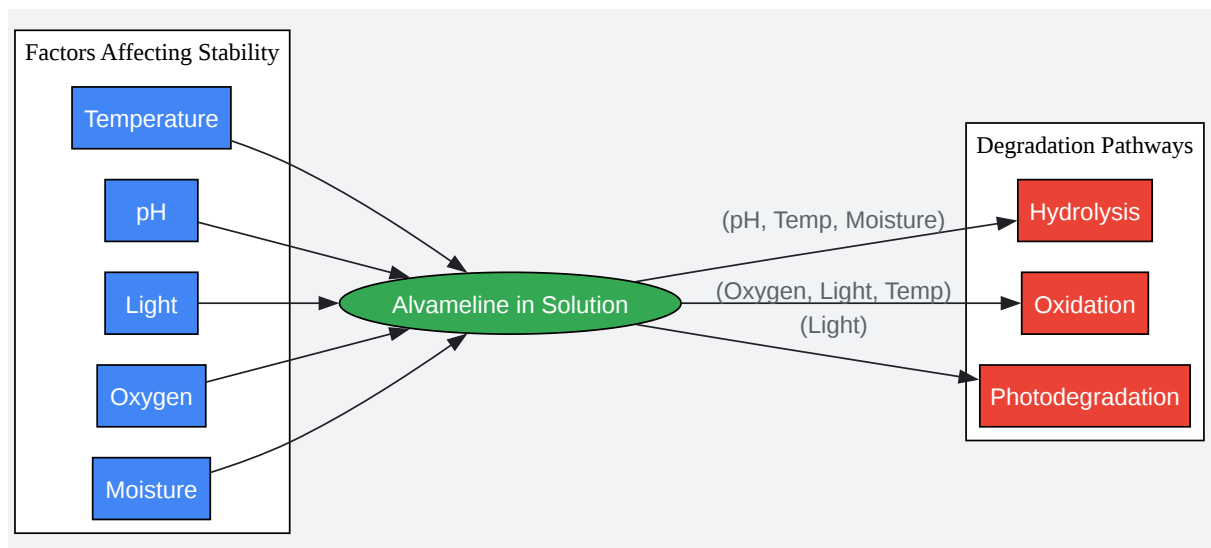 Factors Affecting Stability
Temperature
pH
Light
Oxygen
Moisture
Alvameline in Solution
(pH, Temp, Moisture)
(Oxygen, Light, Temp)
(Light)
Degradation Pathways
Hydrolysis
Oxidation
Photodegradation